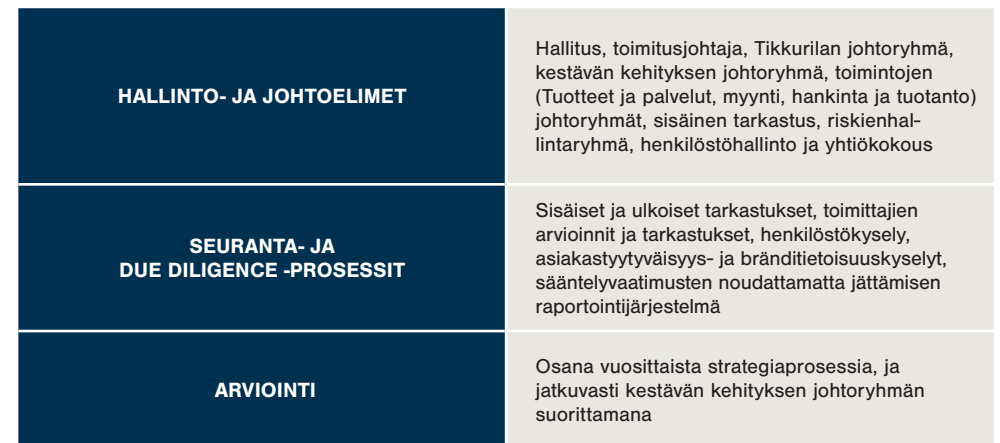 HALLINTO- JA JOHTOELIMET
Hallitus, toimitusjohtaja, Tikkurilan johtoryhmä,
kestävän kehityksen johtoryhmä, toimintojen
(Tuotteet ja palvelut, myynti, hankinta ja tuotanto)
johtoryhmät, sisäinen tarkastus, riskienhal-
lintaryhmä, henkilöstöhallinto ja yhtiökokous
SEURANTA- JA
DUE DILIGENCE -PROSESSIT
Sisäiset ja ulkoiset tarkastukset, toimittajien
arvioinnit ja tarkastukset, henkilöstökysely,
asiakastyytyväisyys- ja bränditietoisuuskyselyt,
sääntelyvaatimusten noudattamatta jättämisen
raportointijärjestelmä
ARVIOINTI
Osana vuosittaista strategiaprosessia, ja
jatkuvasti kestävän kehityksen johtoryhmän
suorittamana